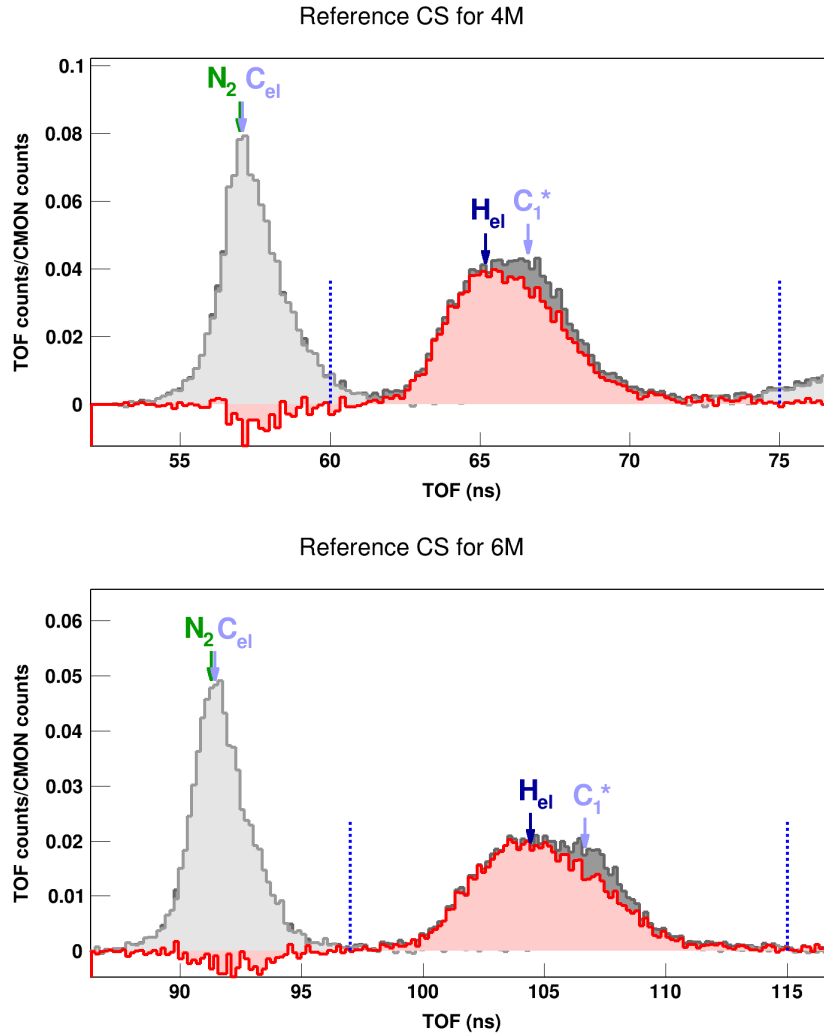 Reference CS for 4M
TOF counts/CMON counts
0.1
0.08
0.06
0.04
0.02
0
N2 Cel
Hel C1*
55 60 65 70 75
TOF (ns)
Reference CS for 6M
TOF counts/CMON counts
0.06
0.05
0.04
0.03
0.02
0.01
0
N2 Cel
Hel C1*
90 95 100 105 110 115
TOF (ns)